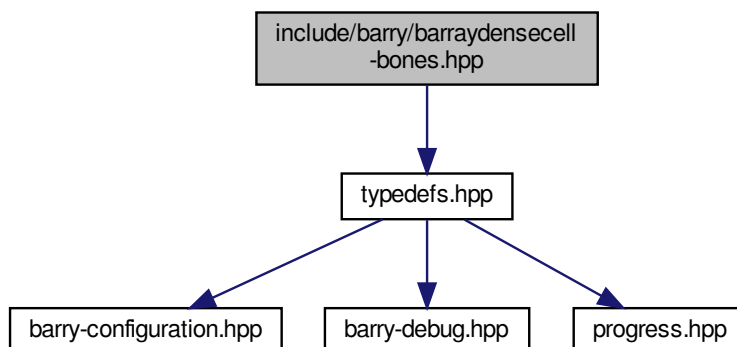 include/barry/barraydensecell
-bones.hpp
typedefs.hpp
barry-configuration.hpp
barry-debug.hpp
progress.hpp